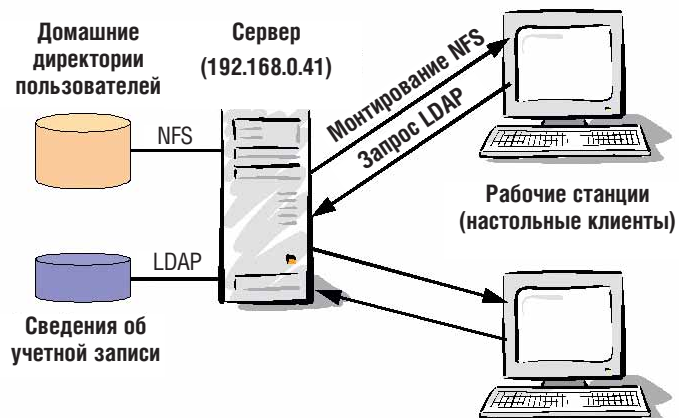 Домашние
директории
пользователей
Сервер
(192.168.0.41)
NFS
Монтирование NFS
Запрос LDAP
Рабочие станции
(настольные клиенты)
LDAP
Сведения об
учетной записи